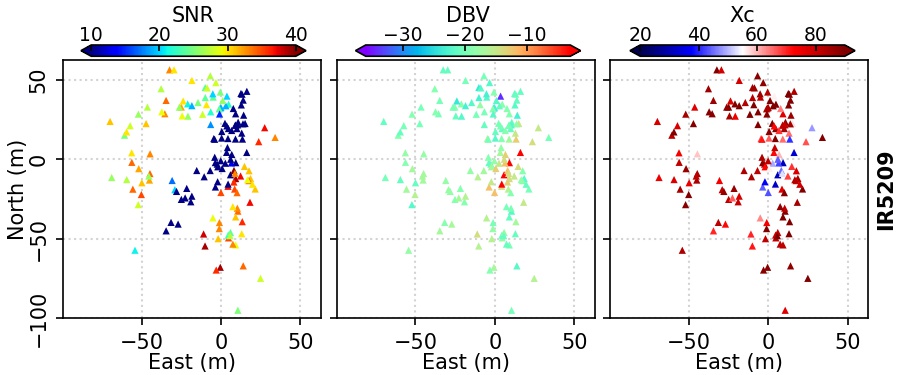 SNR DBV Xc
10 20 30 40 −30 −20 −10 20 40 60 80
50
0
−50
−100
North (m)
−50 0 50 −50 0 50 −50 0 50
East (m) East (m) East (m)
IR5209